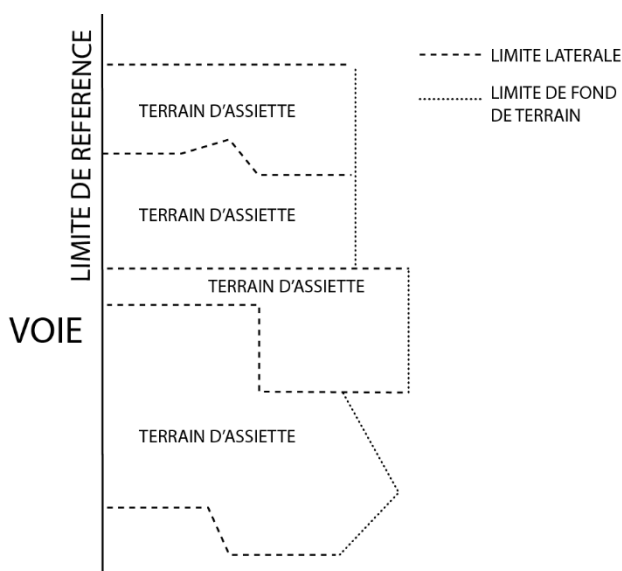 LIMITE DE REFERENCE
LIMITE LATERALE
LIMITE DE FOND
DE TERRAIN
TERRAIN D'ASSIETTE
TERRAIN D'ASSIETTE
TERRAIN D'ASSIETTE
VOIE
TERRAIN D'ASSIETTE